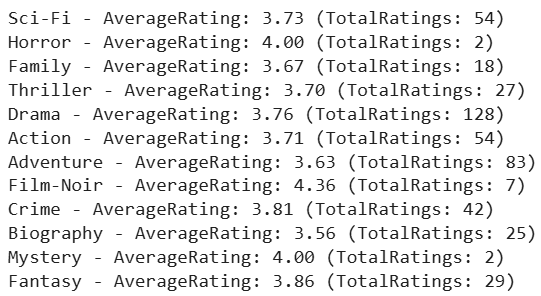 Sci-Fi - AverageRating: 3.73 (TotalRatings: 54)
Horror - AverageRating: 4.00 (TotalRatings: 2)
Family - AverageRating: 3.67 (TotalRatings: 18)
Thriller - AverageRating: 3.70 (TotalRatings: 27)
Drama - AverageRating: 3.76 (TotalRatings: 128)
Action - AverageRating: 3.71 (TotalRatings: 54)
Adventure - AverageRating: 3.63 (TotalRatings: 83)
Film-Noir - AverageRating: 4.36 (TotalRatings: 7)
Crime - AverageRating: 3.81 (TotalRatings: 42)
Biography - AverageRating: 3.56 (TotalRatings: 25)
Mystery - AverageRating: 4.00 (TotalRatings: 2)
Fantasy - AverageRating: 3.86 (TotalRatings: 29)